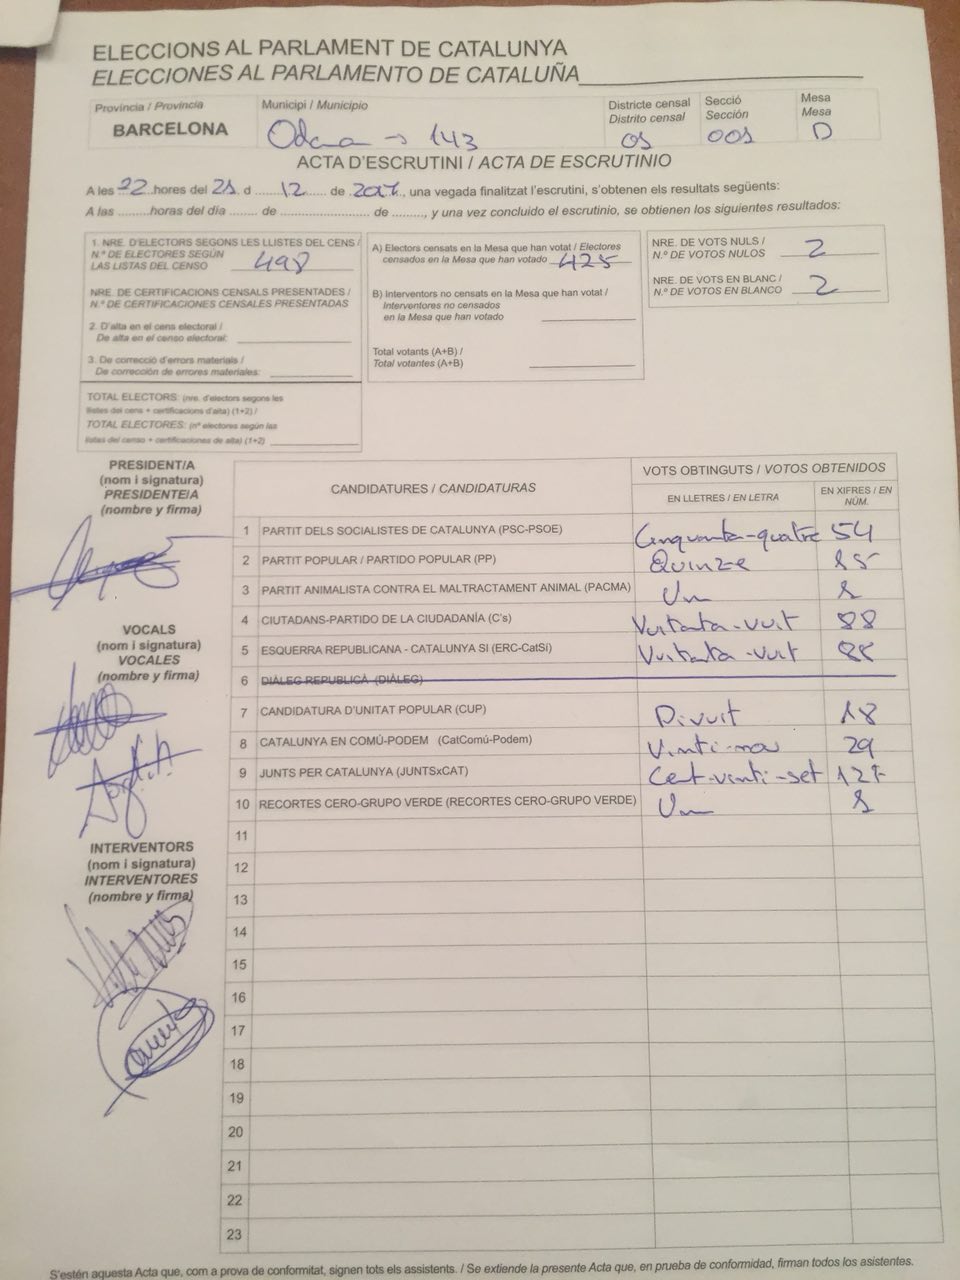 ELECCIONS AL PARLAMENT DE CATALUNYA
ELECCIONES AL PARLAMENTO DE CATALUÑA
Província / Provincia
BARCELONA
Municipi / Municipio
Odena → 143
Districte censal
Distrito censal
01
Secció
Sección
001
Mesa
Mesa
D
ACTA D'ESCRUTINI / ACTA DE ESCRUTINIO
A les 22 hores del 21 d ......... 12 ...... de 2017, una vegada finalitzat l'escrutini, s'obtenen els resultats següents:
A las .........horas del día ........ de ........................... de ........, y una vez concluido el escrutinio, se obtienen los siguientes resultados:
1. NRE. D'ELECTORS SEGONS LES LLISTES DEL CENS /
N.º DE ELECTORES SEGÚN
LAS LISTAS DEL CENSO 498
NRE. DE CERTIFICACIONS CENSALS PRESENTADES /
N.º DE CERTIFICACIONES CENSALES PRESENTADAS
2. D'alta en el cens electoral /
De alta en el censo electoral:
3. De correcció d'errors materials /
De corrección de errores materiales:
TOTAL ELECTORS: (nre. d'electors segons les
llistes del cens + certificacions d'alta) (1+2) /
TOTAL ELECTORES: (nº electores según las
listas del censo + certificaciones de alta) (1+2)
A) Electors censats en la Mesa que han votat / Electores
censados en la Mesa que han votado 425
B) Interventors no censats en la Mesa que han votat /
Interventores no censados
en la Mesa que han votado
Total votants (A+B) /
Total votantes (A+B)
NRE. DE VOTS NULS /
N.º DE VOTOS NULOS 2
NRE. DE VOTS EN BLANC /
N.º DE VOTOS EN BLANCO 2
PRESIDENT/A
(nom i signatura)
PRESIDENTE/A
(nombre y firma)
VOCALS
(nom i signatura)
VOCALES
(nombre y firma)
INTERVENTORS
(nom i signatura)
INTERVENTORES
(nombre y firma)
CANDIDATURES / CANDIDATURAS
VOTS OBTINGUTS / VOTOS OBTENIDOS
EN LLETRES / EN LETRA
EN XIFRES / EN NÚM.
1 PARTIT DELS SOCIALISTES DE CATALUNYA (PSC-PSOE) Cinquanta-quatre 54
2 PARTIT POPULAR / PARTIDO POPULAR (PP) Quinze 15
3 PARTIT ANIMALISTA CONTRA EL MALTRACTAMENT ANIMAL (PACMA) Un 1
4 CIUTADANS-PARTIDO DE LA CIUDADANÍA (C's) Vuitanta-vuit 88
5 ESQUERRA REPUBLICANA - CATALUNYA SÍ (ERC-CatSí) Vuitanta-vuit 88
6 DIÀLEG REPUBLICÀ (DIÀLEG)
7 CANDIDATURA D'UNITAT POPULAR (CUP) Divuit 18
8 CATALUNYA EN COMÚ-PODEM (CatComú-Podem) Vinti-nou 29
9 JUNTS PER CATALUNYA (JUNTSxCAT) Cent-vinti-set 127
10 RECORTES CERO-GRUPO VERDE (RECORTES CERO-GRUPO VERDE) Un 1
11
12
13
14
15
16
17
18
19
20
21
22
23
S'estén aquesta Acta que, com a prova de conformitat, signen tots els assistents. / Se extiende la presente Acta que, en prueba de conformidad, firman todos los asistentes.